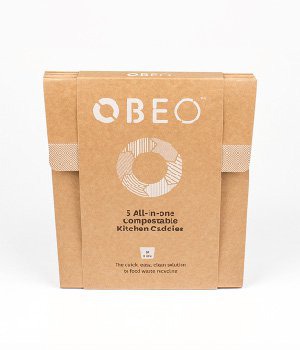 OBEO
5 All-in-one
Compostable
Kitchen Caddies
The quick, easy, clean solution
to food waste recycling